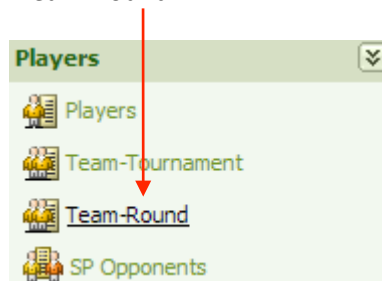 Players
Players
Team-Tournament
Team-Round
SP Opponents